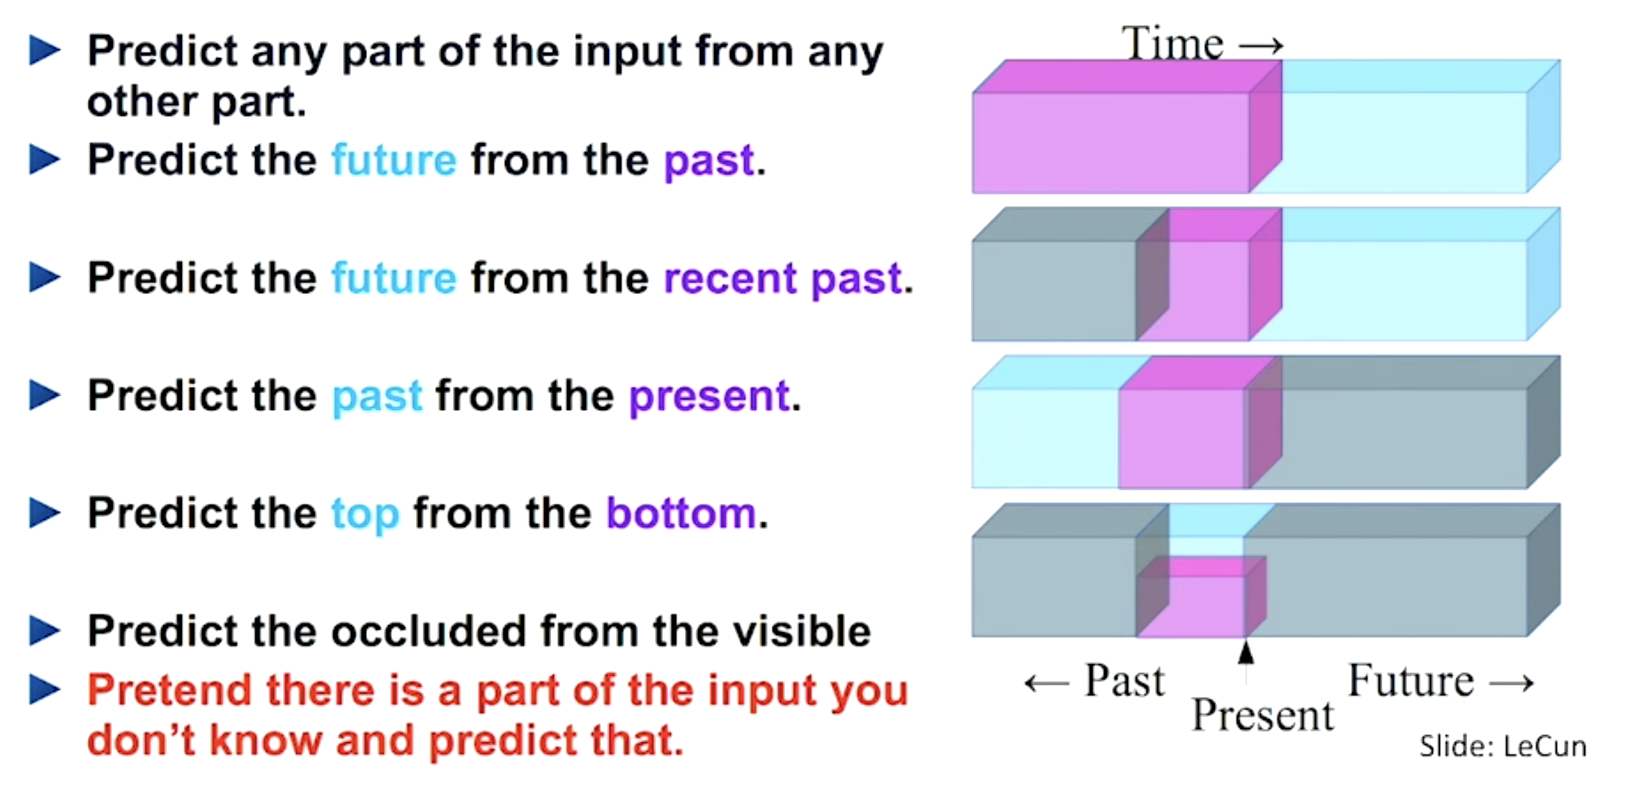 Predict any part of the input from any
other part.
Predict the future from the past.
Predict the future from the recent past.
Predict the past from the present.
Predict the top from the bottom.
Predict the occluded from the visible
Pretend there is a part of the input you
don't know and predict that.
Time →
← Past
Present
Future →
Slide: LeCun